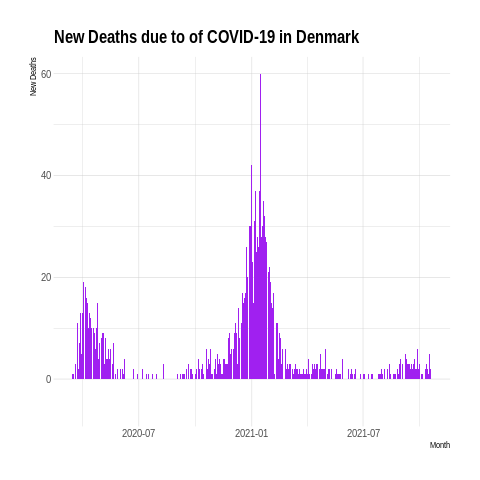 New Deaths due to of COVID-19 in Denmark
New Deaths
60
40
20
0
2020-07
2021-01
2021-07
Month